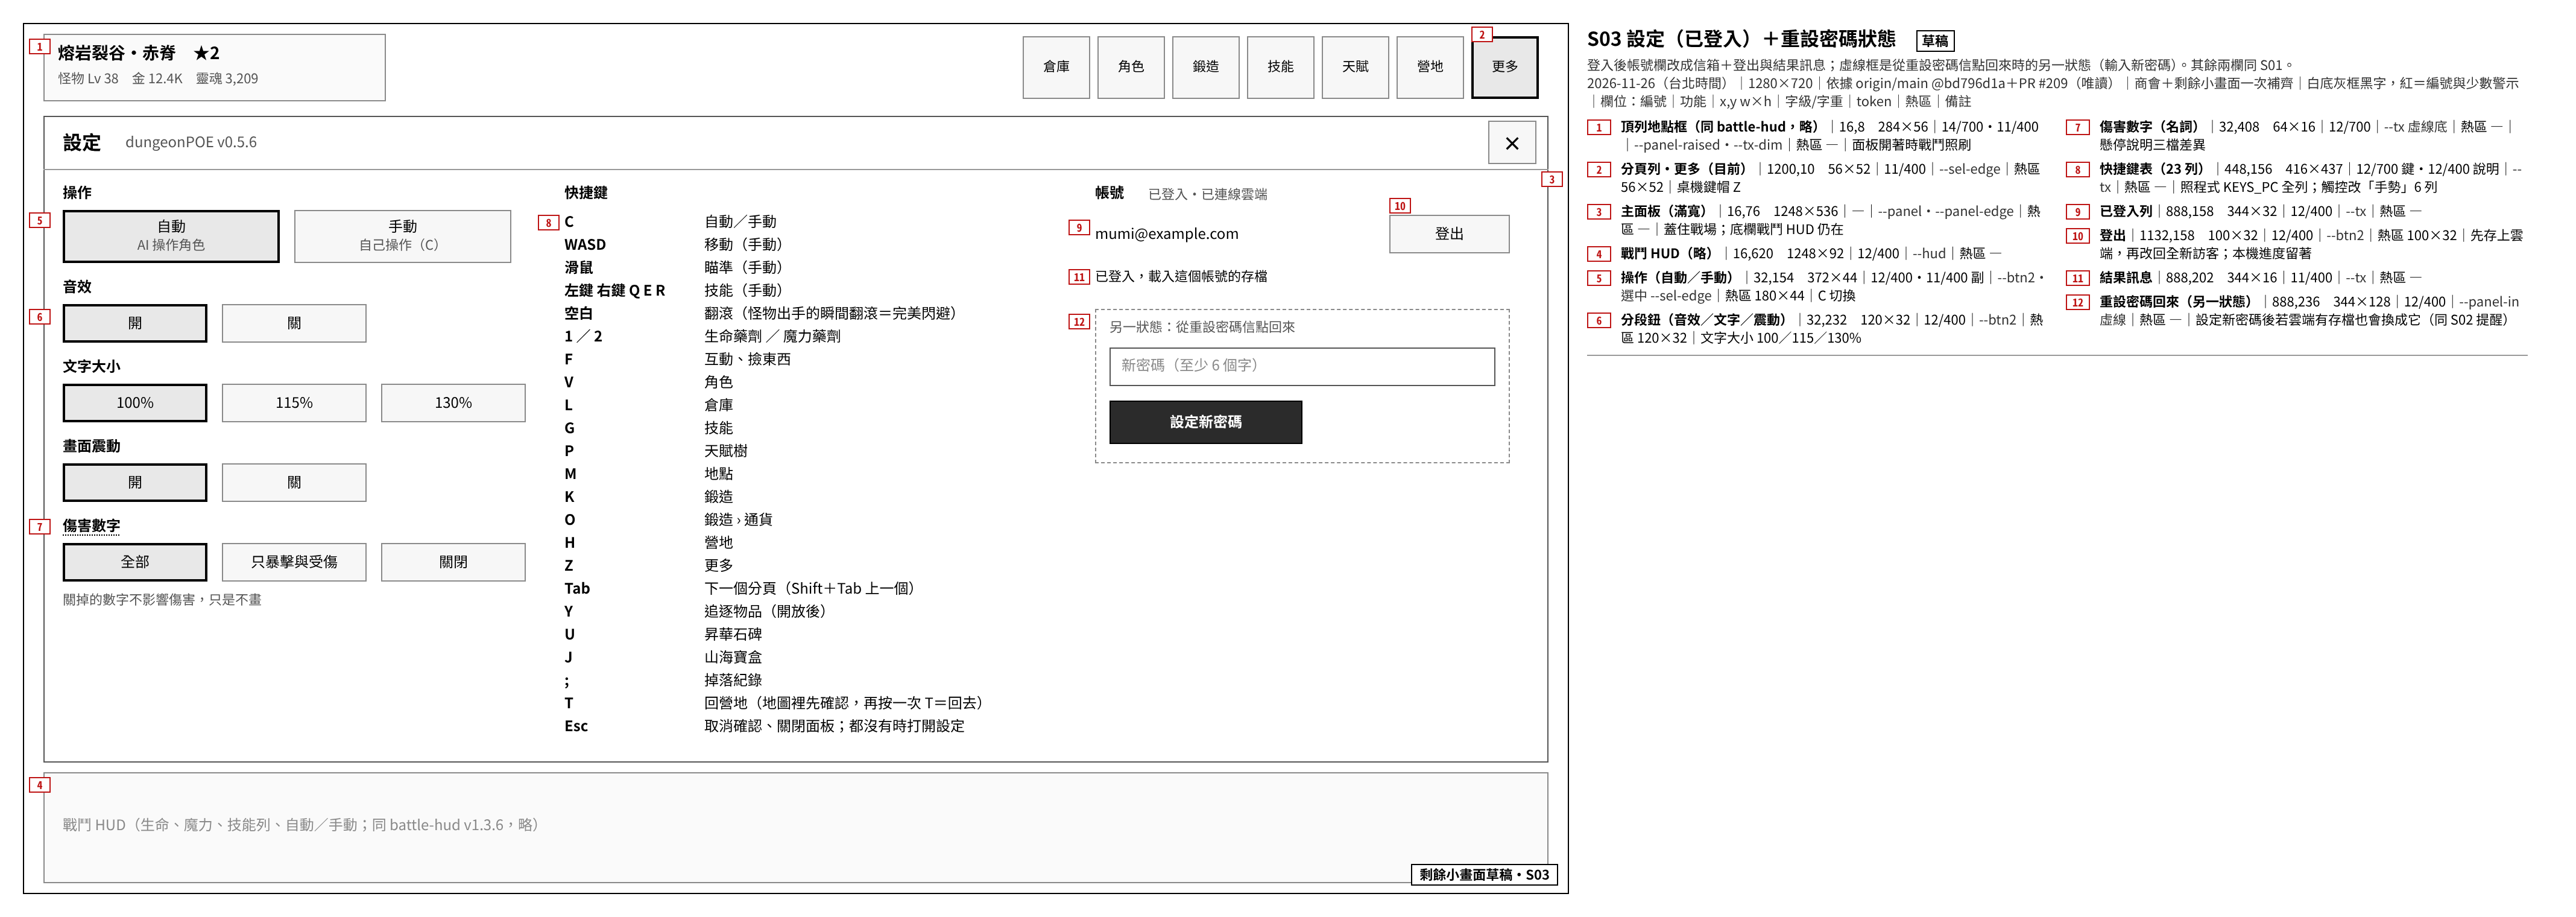 1
熔岩裂谷・赤脊 ★2
怪物 Lv 38 金 12.4K 靈魂 3,209
倉庫
角色
鍛造
技能
天賦
營地
2
更多
設定 dungeonPOE v0.5.6
×
3
操作
5
自動
AI 操作角色
手動
自己操作（C）
音效
6
開
關
文字大小
100%
115%
130%
畫面震動
開
關
7
傷害數字
全部
只暴擊與受傷
關閉
關掉的數字不影響傷害，只是不畫
快捷鍵
8
C 自動／手動
WASD 移動（手動）
滑鼠 瞄準（手動）
左鍵 右鍵 Q E R 技能（手動）
空白 翻滾（怪物出手的瞬間翻滾＝完美閃避）
1 ／ 2 生命藥劑 ／ 魔力藥劑
F 互動、撿東西
V 角色
L 倉庫
G 技能
P 天賦樹
M 地點
K 鍛造
O 鍛造 › 通貨
H 營地
Z 更多
Tab 下一個分頁（Shift＋Tab 上一個）
Y 追逐物品（開放後）
U 昇華石碑
J 山海寶盒
; 掉落紀錄
T 回營地（地圖裡先確認，再按一次 T＝回去）
Esc 取消確認、關閉面板；都沒有時打開設定
帳號 已登入・已連線雲端
9
mumi@example.com
10
登出
11
已登入，載入這個帳號的存檔
12
另一狀態：從重設密碼信點回來
新密碼（至少 6 個字）
設定新密碼
4
戰鬥 HUD（生命、魔力、技能列、自動／手動；同 battle-hud v1.3.6，略）
剩餘小畫面草稿・S03
S03 設定（已登入）＋重設密碼狀態 草稿
登入後帳號欄改成信箱＋登出與結果訊息；虛線框是從重設密碼信點回來時的另一狀態（輸入新密碼）。其餘兩欄同 S01。
2026-11-26（台北時間）｜1280×720｜依據 origin/main @bd796d1a＋PR #209（唯讀）｜商會＋剩餘小畫面一次補齊｜白底灰框黑字，紅＝編號與少數警示
｜欄位：編號｜功能｜x,y w×h｜字級/字重｜token｜熱區｜備註
1 頂列地點框（同 battle-hud，略）｜16,8 284×56｜14/700・11/400
｜--panel-raised・--tx-dim｜熱區 —｜面板開著時戰鬥照刷
2 分頁列・更多（目前）｜1200,10 56×52｜11/400｜--sel-edge｜熱區
56×52｜桌機鍵帽 Z
3 主面板（滿寬）｜16,76 1248×536｜—｜--panel・--panel-edge｜熱
區 —｜蓋住戰場；底欄戰鬥 HUD 仍在
4 戰鬥 HUD（略）｜16,620 1248×92｜12/400｜--hud｜熱區 —
5 操作（自動／手動）｜32,154 372×44｜12/400・11/400 副｜--btn2・
選中 --sel-edge｜熱區 180×44｜C 切換
6 分段鈕（音效／文字／震動）｜32,232 120×32｜12/400｜--btn2｜熱
區 120×32｜文字大小 100／115／130%
7 傷害數字（名詞）｜32,408 64×16｜12/700｜--tx 虛線底｜熱區 —｜
懸停說明三檔差異
8 快捷鍵表（23 列）｜448,156 416×437｜12/700 鍵・12/400 說明｜--
tx｜熱區 —｜照程式 KEYS_PC 全列；觸控改「手勢」6 列
9 已登入列｜888,158 344×32｜12/400｜--tx｜熱區 —
10 登出｜1132,158 100×32｜12/400｜--btn2｜熱區 100×32｜先存上雲
端，再改回全新訪客；本機進度留著
11 結果訊息｜888,202 344×16｜11/400｜--tx｜熱區 —
12 重設密碼回來（另一狀態）｜888,236 344×128｜12/400｜--panel-in
虛線｜熱區 —｜設定新密碼後若雲端有存檔也會換成它（同 S02 提醒）